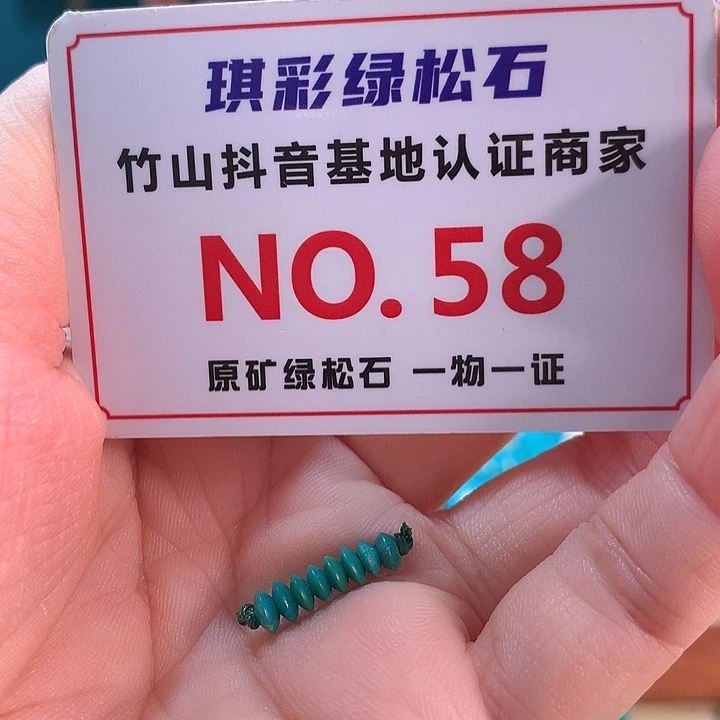 琪彩绿松石
竹山抖音基地认证商家
NO.58
原矿绿松石 一物一证